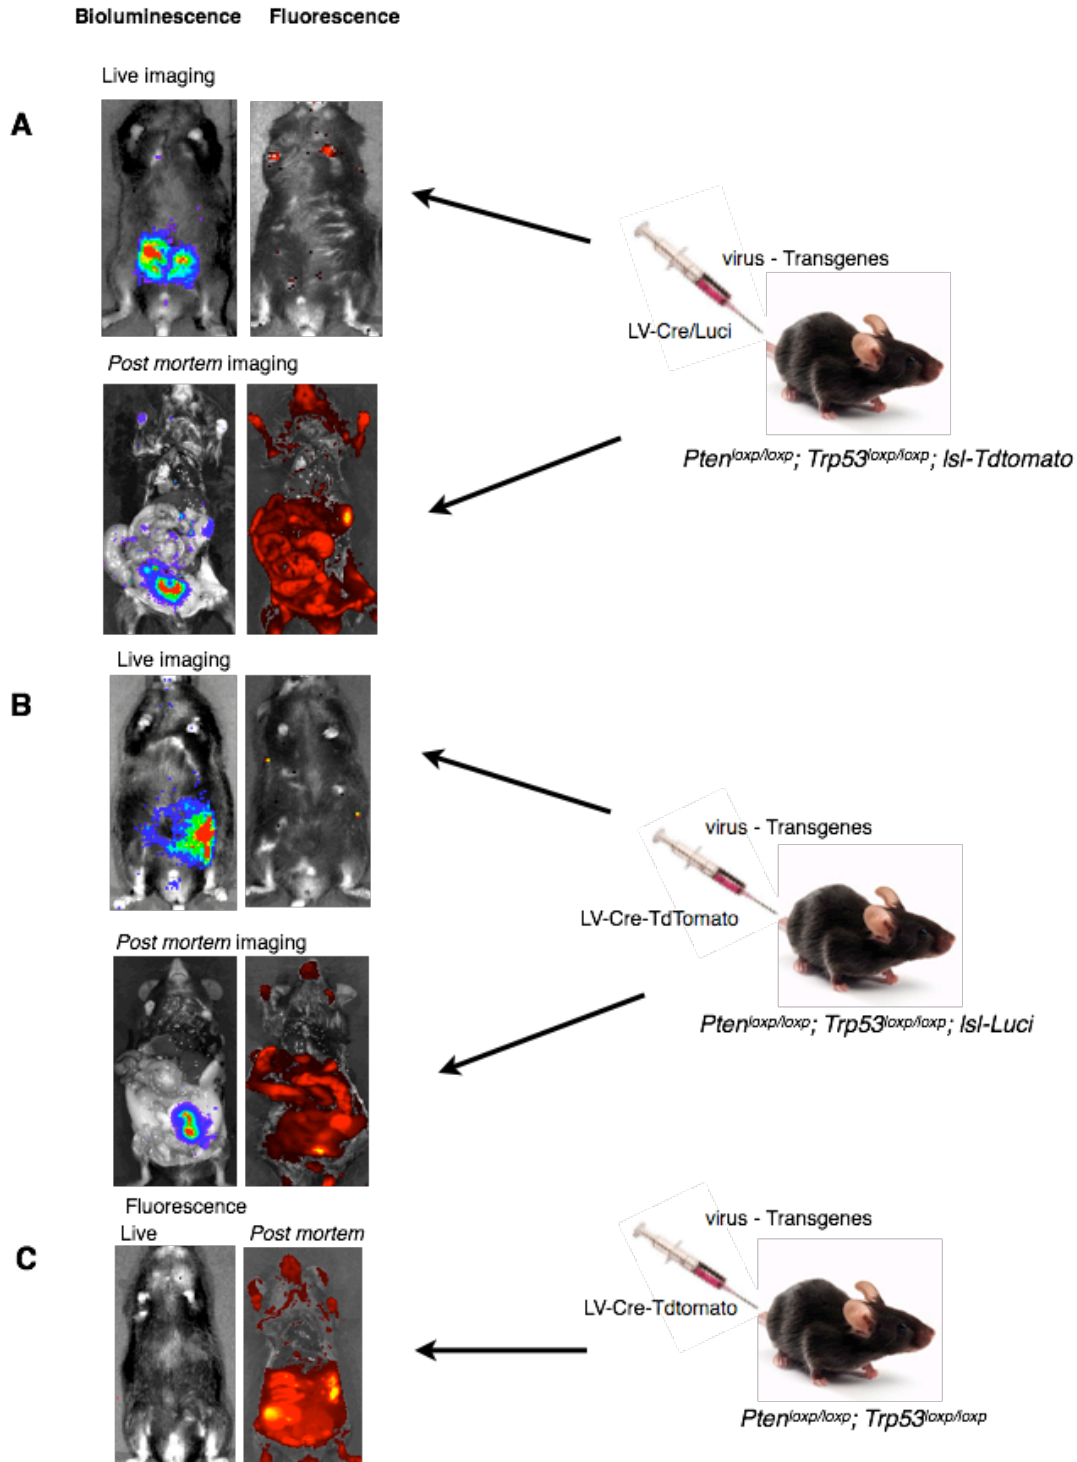 Bioluminescence Fluorescence
Live imaging
A
virus - Transgenes
LV-Cre/Luci
Post mortem imaging
Pten^loxp/loxp; Trp53^loxp/loxp; lsl-Tdtomato
Live imaging
B
virus - Transgenes
LV-Cre-TdTomato
Post mortem imaging
Pten^loxp/loxp; Trp53^loxp/loxp; lsl-Luci
Fluorescence
virus - Transgenes
Live Post mortem
C
LV-Cre-Tdtomato
Pten^loxp/loxp; Trp53^loxp/loxp